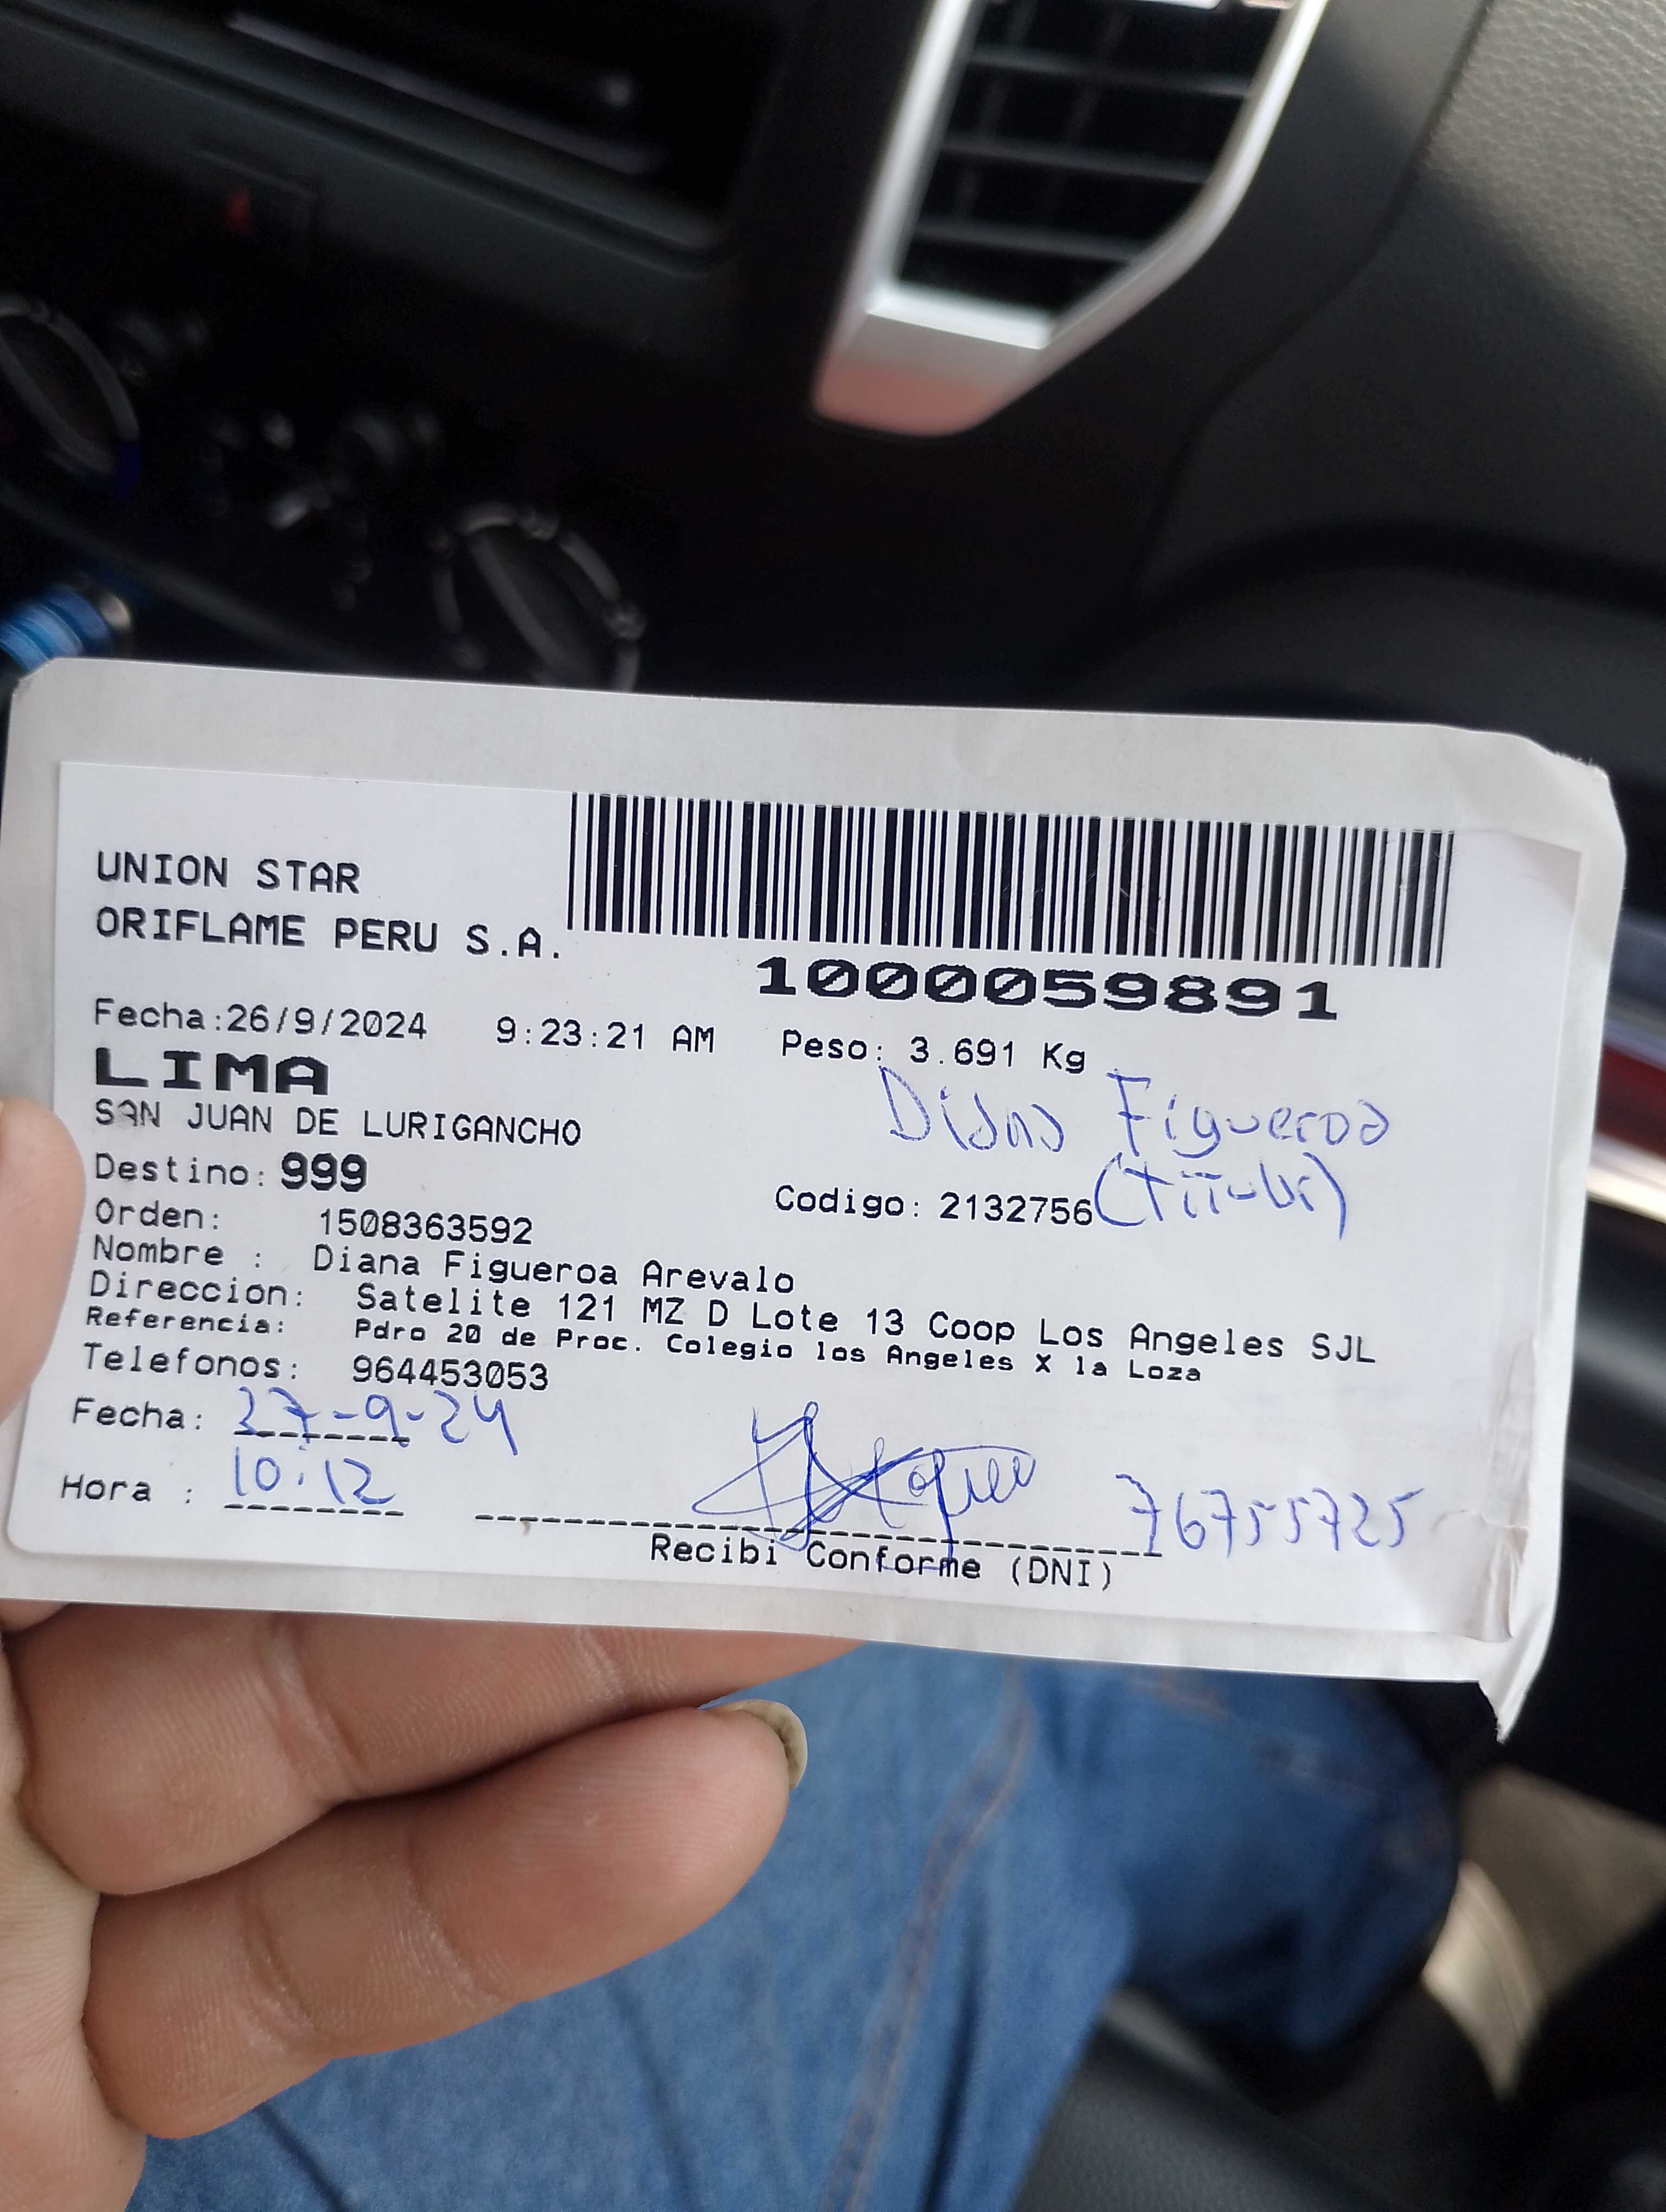 UNION STAR
ORIFLAME PERU S.A.
1000059891
Fecha:26/9/2024 9:23:21 AM Peso: 3.691 Kg
LIMA
SAN JUAN DE LURIGANCHO
Diana Figueroa
Destino: 999
Codigo: 2132756 (titular)
Orden: 1508363592
Nombre : Diana Figueroa Arevalo
Direccion: Satelite 121 MZ D Lote 13 Coop Los Angeles SJL
Referencia: Pdro 20 de Proc. Colegio los Angeles X la Loza
Telefonos: 964453053
Fecha: 27-9-24
Hora : 10:12
76755725
Recibi Conforme (DNI)